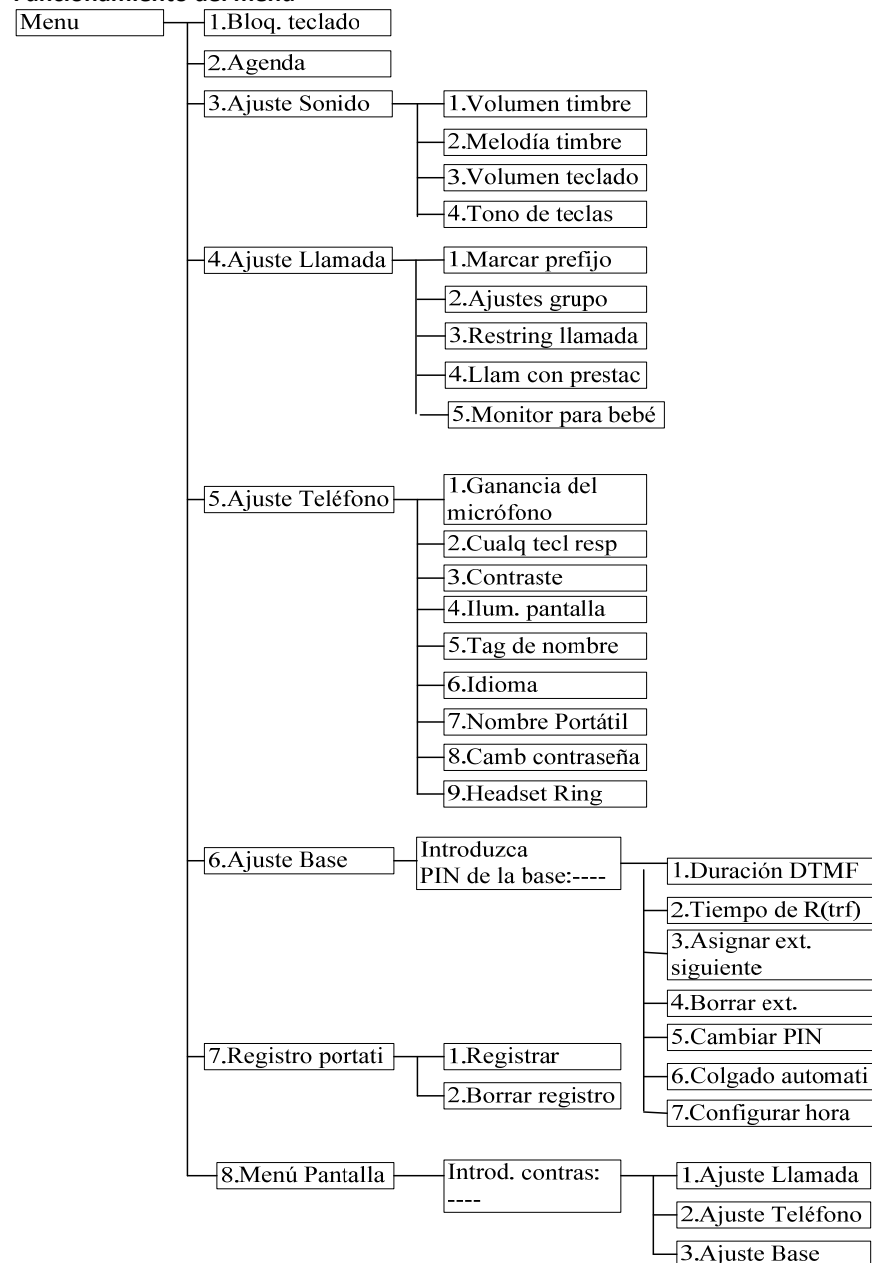 Funcionamiento del menú
Menu
1.Bloq. teclado
2.Agenda
3.Ajuste Sonido
1.Volumen timbre
2.Melodía timbre
3.Volumen teclado
4.Tono de teclas
4.Ajuste Llamada
1.Marcar prefijo
2.Ajustes grupo
3.Restring llamada
4.Llam con prestac
5.Monitor para bebé
5.Ajuste Teléfono
1.Ganancia del
micrófono
2.Cualq tecl resp
3.Contraste
4.Ilum. pantalla
5.Tag de nombre
6.Idioma
7.Nombre Portátil
8.Camb contraseña
9.Headset Ring
6.Ajuste Base
Introduzca
PIN de la base:----
1.Duración DTMF
2.Tiempo de R(trf)
3.Asignar ext.
siguiente
4.Borrar ext.
5.Cambiar PIN
6.Colgado automati
7.Configurar hora
7.Registro portati
1.Registrar
2.Borrar registro
8.Menú Pantalla
Introd. contras:
----
1.Ajuste Llamada
2.Ajuste Teléfono
3.Ajuste Base